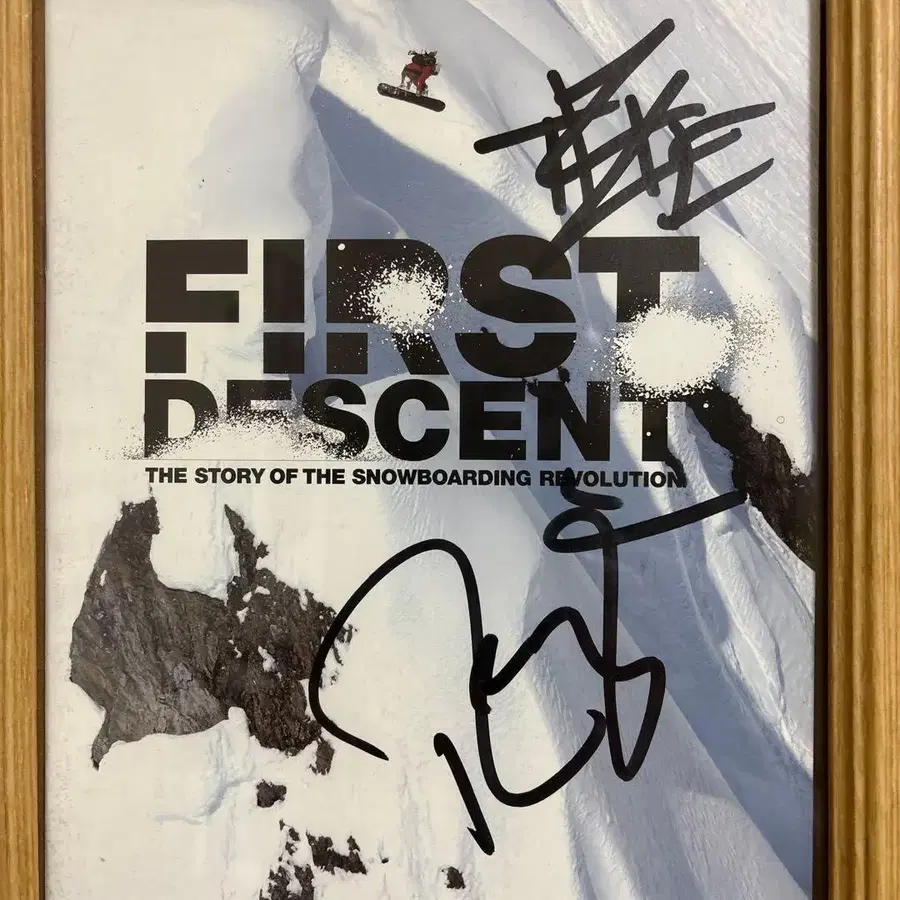 FIRST
DESCENT
THE STORY OF THE SNOWBOARDING REVOLUTION